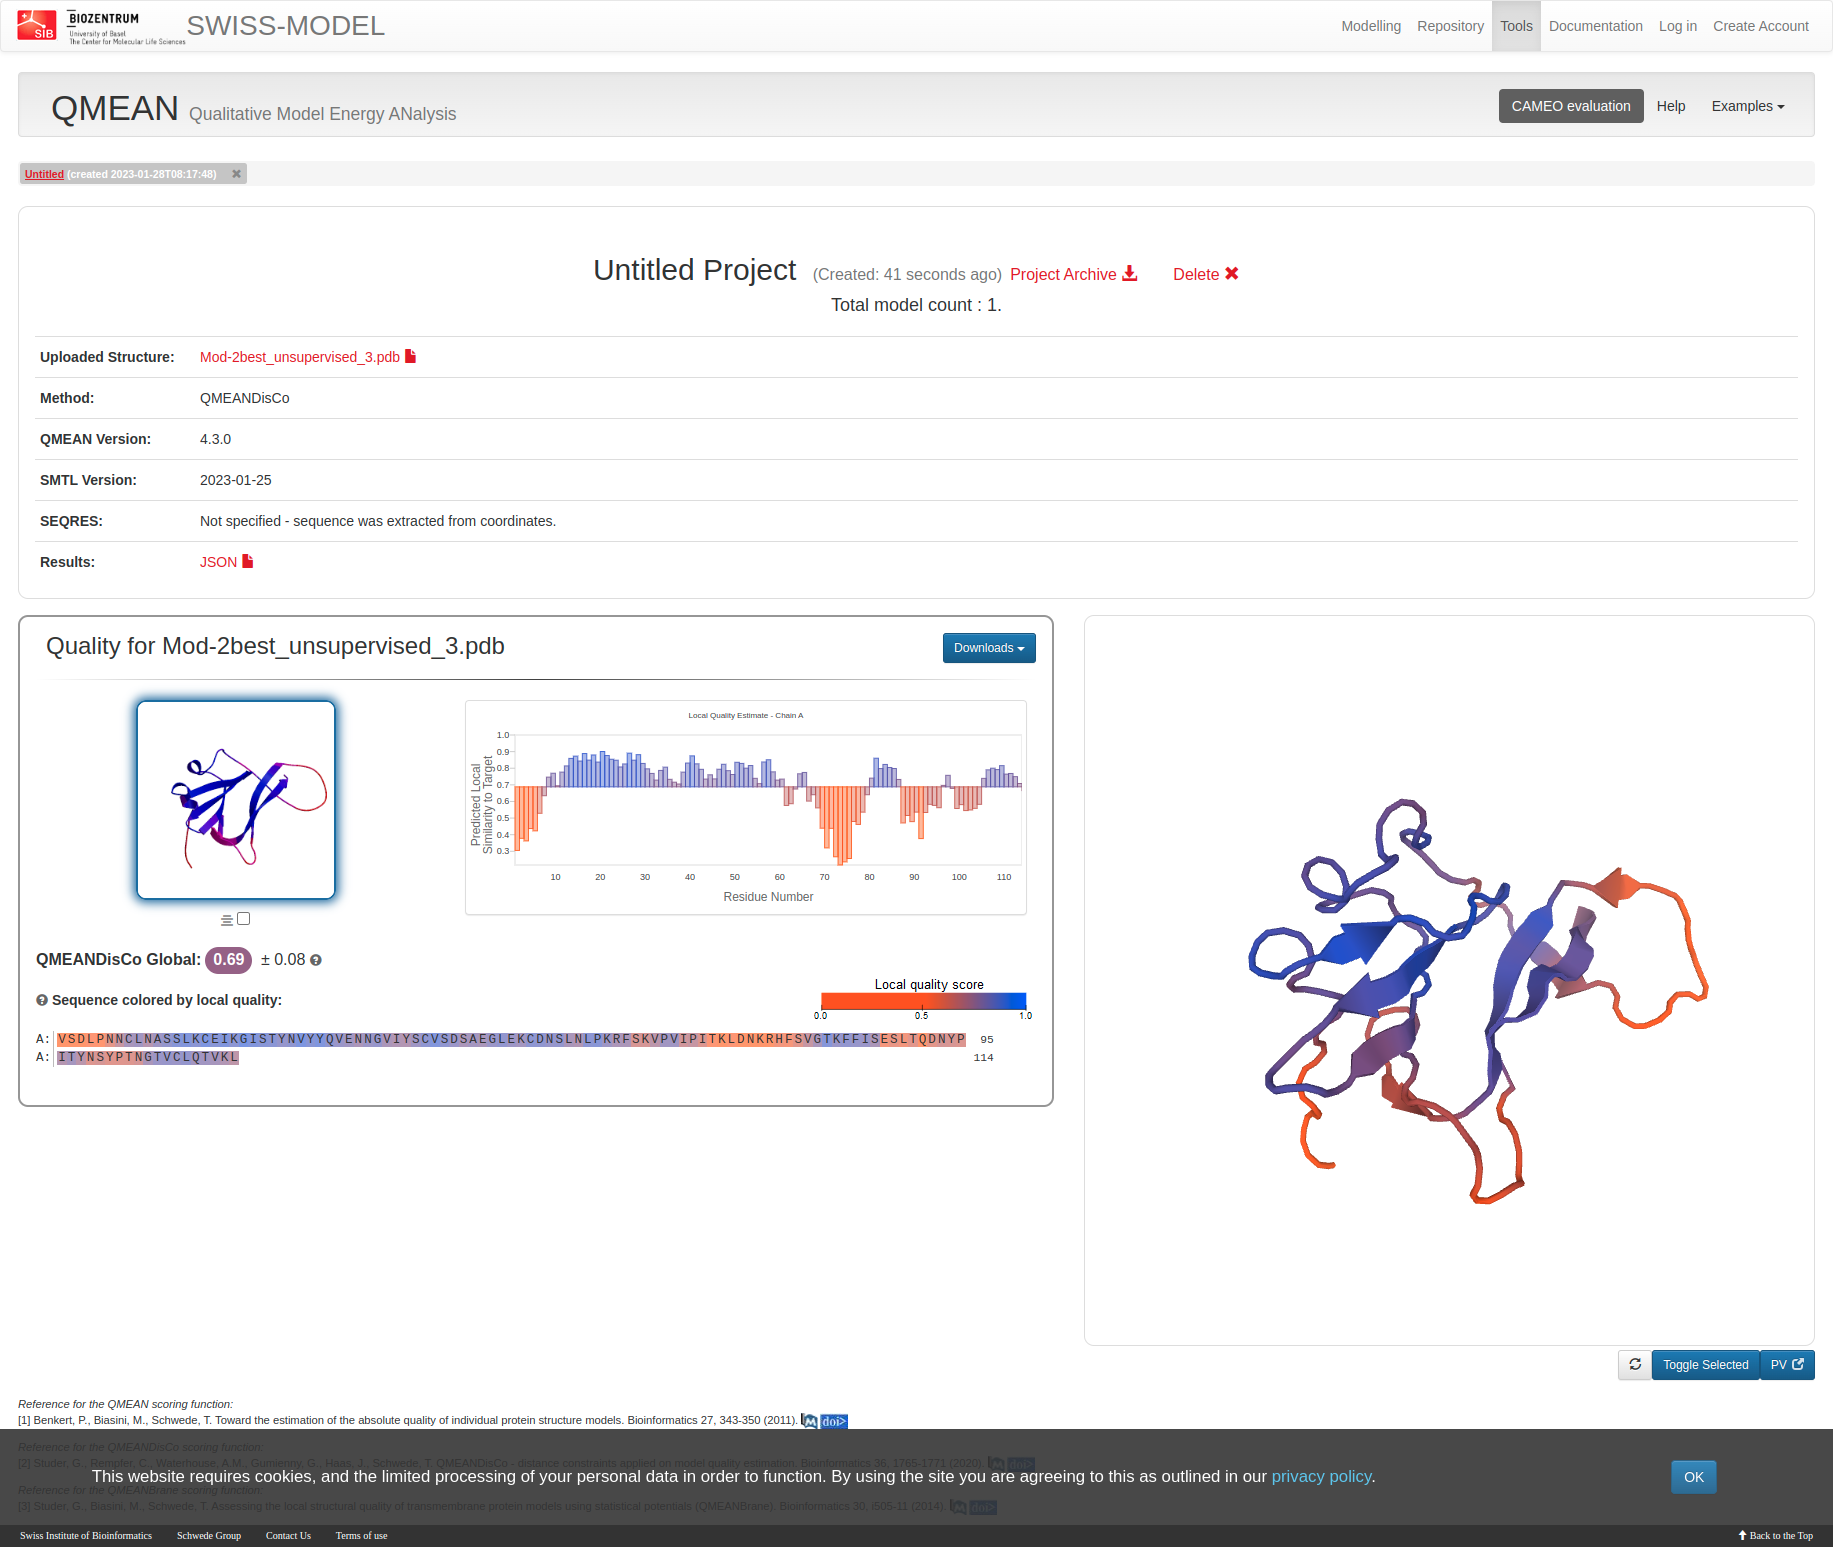 SIB
BIOZENTRUM
University of Basel
The Center for Molecular Life Sciences
SWISS-MODEL
Modelling Repository Tools Documentation Log in Create Account
QMEAN Qualitative Model Energy ANalysis
CAMEO evaluation Help Examples
Untitled (created 2023-01-28T08:17:48)
Untitled Project (Created: 41 seconds ago) Project Archive Delete
Total model count : 1.
Uploaded Structure: Mod-2best_unsupervised_3.pdb
Method: QMEANDisCo
QMEAN Version: 4.3.0
SMTL Version: 2023-01-25
SEQRES: Not specified - sequence was extracted from coordinates.
Results: JSON
Quality for Mod-2best_unsupervised_3.pdb
Downloads
Local Quality Estimate - Chain A
Predicted Local
Similarity to Target
1.0
0.9
0.8
0.7
0.6
0.5
0.4
0.3
10 20 30 40 50 60 70 80 90 100 110
Residue Number
QMEANDisCo Global: 0.69 ± 0.08
Sequence colored by local quality:
Local quality score
0.0 0.5 1.0
A: VSDLPNNCLNASSLKCEIKGISTYNVYYQVENNGVIYSCVSDSAEGLEKCDNSLNLPKRFSKVPVIPITKLDNKRHFSVGTKFFISESLTQDNYP 95
A: ITYNSYPTNGTVCLQTVKL 114
Toggle Selected
PV
Reference for the QMEAN scoring function:
[1] Benkert, P., Biasini, M., Schwede, T. Toward the estimation of the absolute quality of individual protein structure models. Bioinformatics 27, 343-350 (2011). doi>
Reference for the QMEANDisCo scoring function:
[2] Studer, G., Rempfer, C., Waterhouse, A.M., Gumienny, G., Haas, J., Schwede, T. QMEANDisCo - distance constraints applied on model quality estimation. Bioinformatics 36, 1765-1771 (2020). doi>
This website requires cookies, and the limited processing of your personal data in order to function. By using the site you are agreeing to this as outlined in our privacy policy.
OK
Reference for the QMEANBrane scoring function:
[3] Studer, G., Biasini, M., Schwede, T. Assessing the local structural quality of transmembrane protein models using statistical potentials (QMEANBrane). Bioinformatics 30, i505-11 (2014). doi>
Swiss Institute of Bioinformatics Schwede Group Contact Us Terms of use Back to the Top